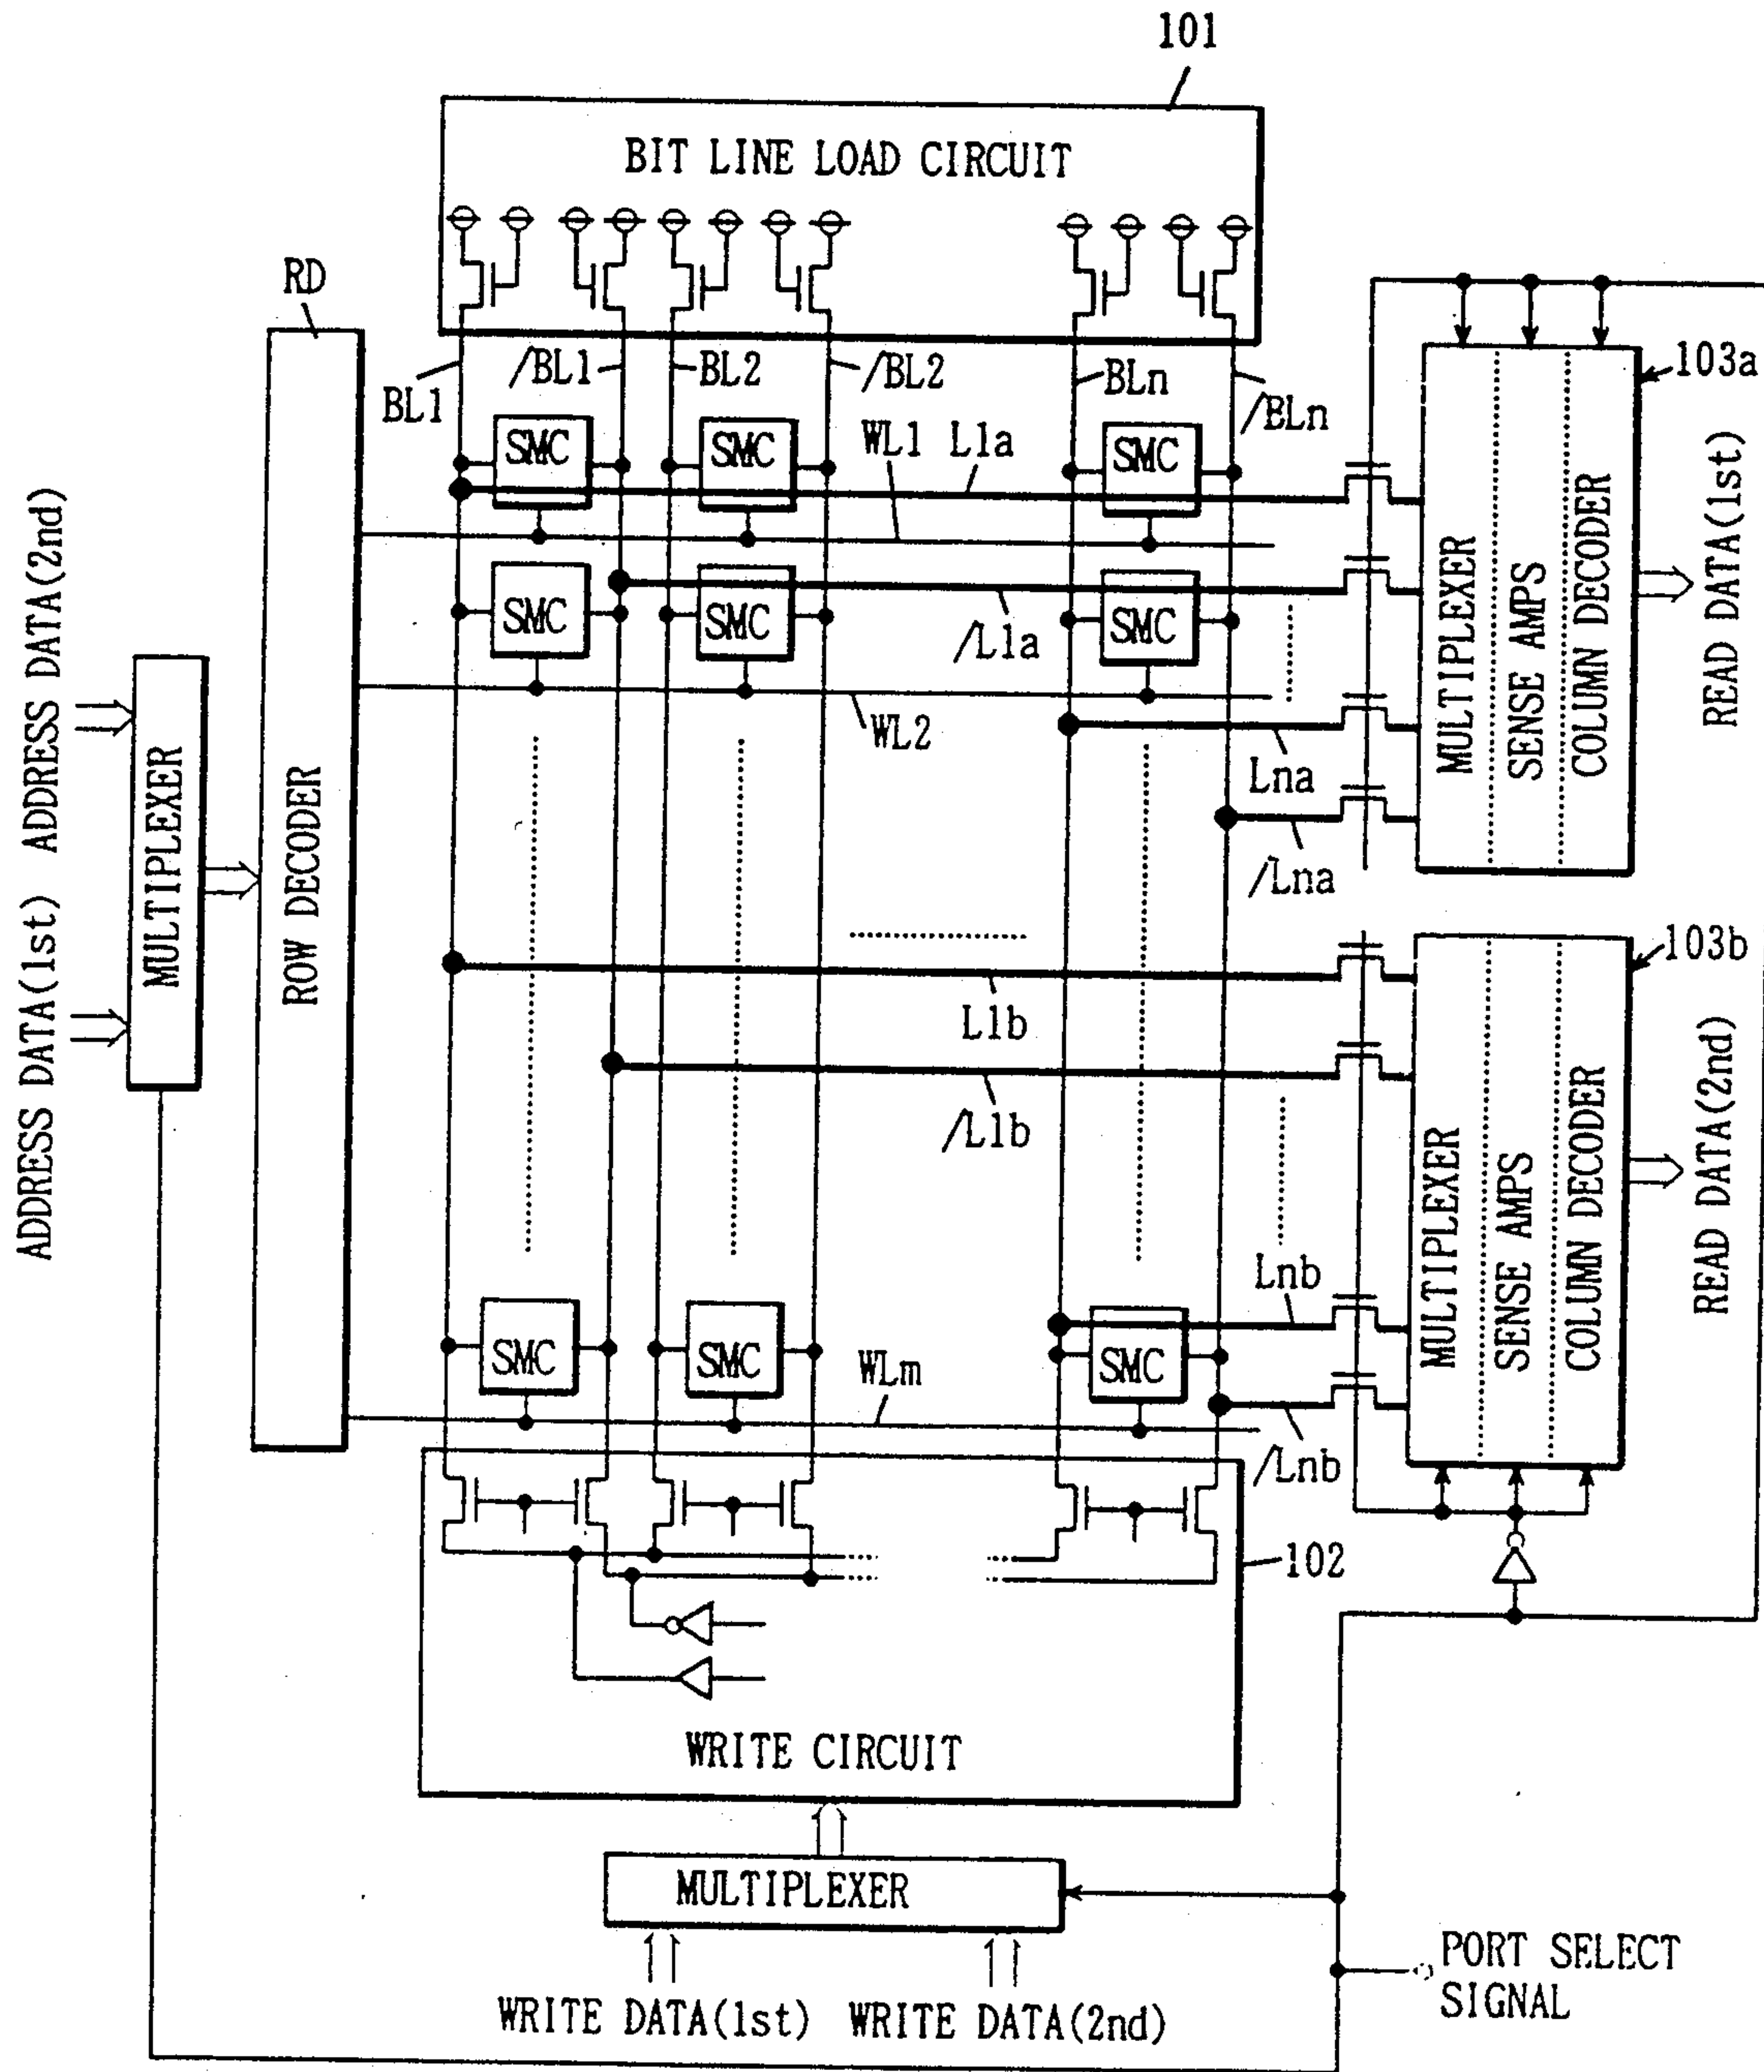 101
BIT LINE LOAD CIRCUIT
RD
BL1
/BL1
BL2
/BL2
BLn
/BLn
103a
SMC
SMC
SMC
WL1
L1a
SMC
SMC
SMC
/L1a
WL2
Lna
/Lna
MULTIPLEXER
SENSE AMPS
COLUMN DECODER
READ DATA(1st)
ADDRESS DATA(2nd)
ADDRESS DATA(1st)
MULTIPLEXER
ROW DECODER
103b
L1b
/L1b
MULTIPLEXER
SENSE AMPS
COLUMN DECODER
READ DATA(2nd)
Lnb
SMC
SMC
SMC
WLm
/Lnb
102
WRITE CIRCUIT
MULTIPLEXER
WRITE DATA(1st)
WRITE DATA(2nd)
PORT SELECT
SIGNAL